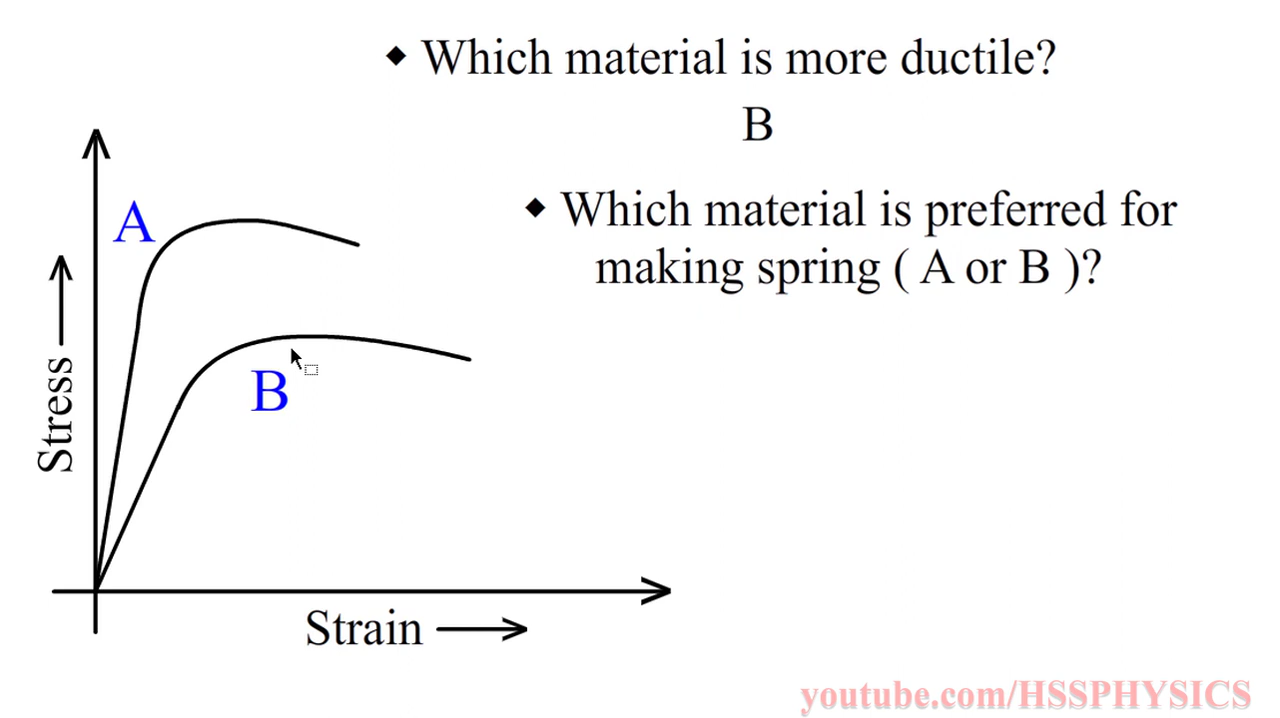 ◆ Which material is more ductile?
B
◆ Which material is preferred for
making spring ( A or B )?
A
B
Stress
Strain
youtube.com/HSSPHYSICS